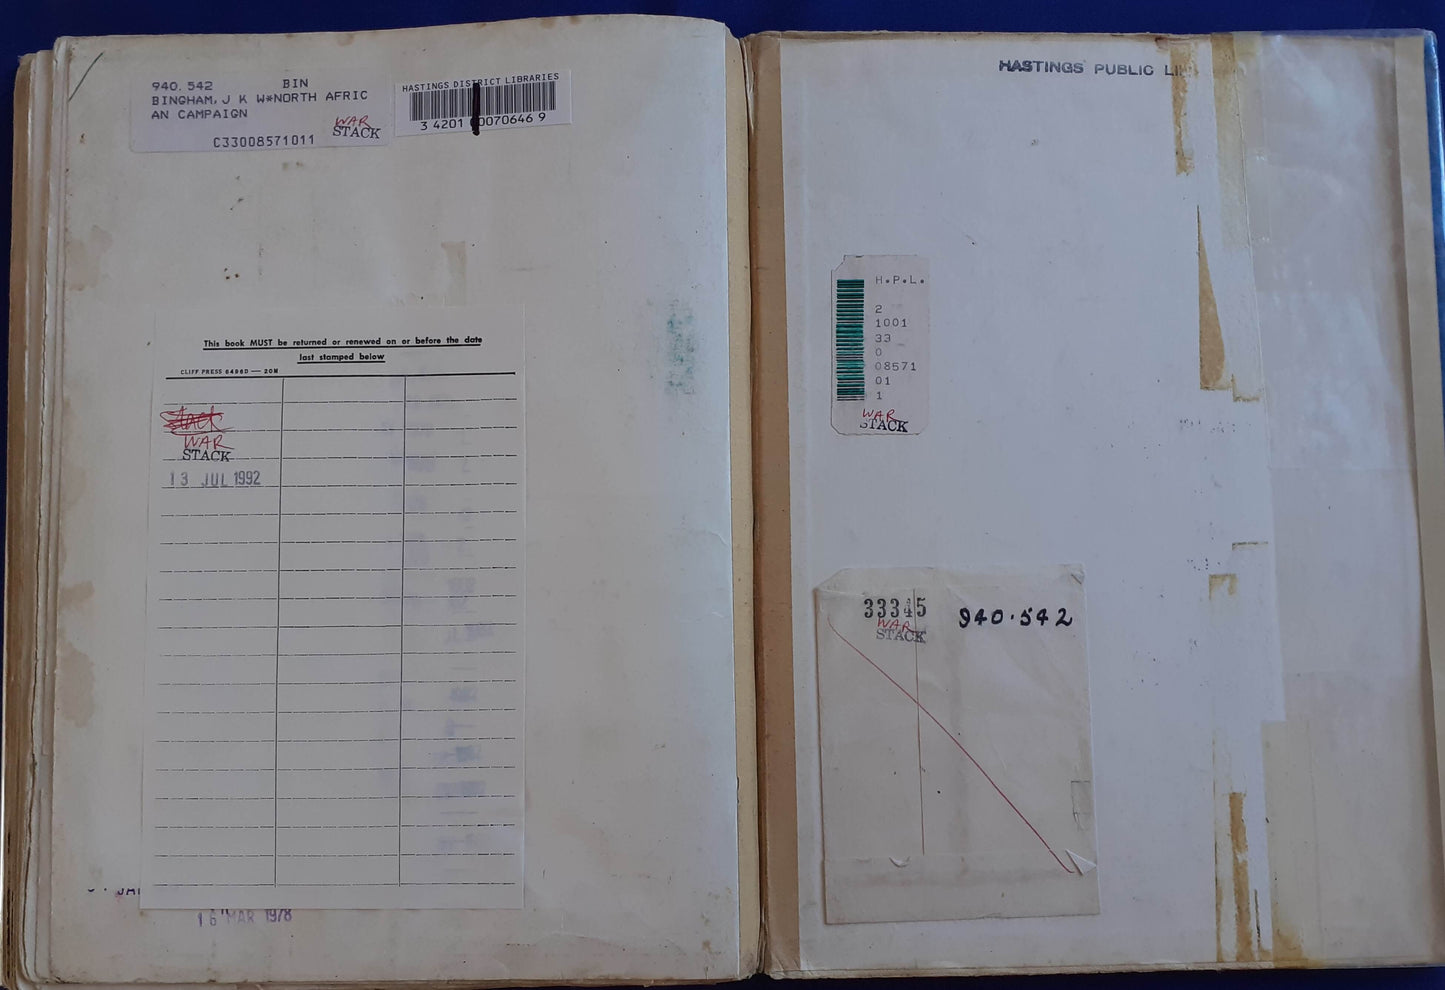 940.542 BIN
BINGHAM,J K W*NORTH AFRIC
AN CAMPAIGN
WAR
STACK
C33008571011
HASTINGS DISTRICT LIBRARIES
3 4201 00070646 9
This book MUST be returned or renewed on or before the date
last stamped below
CLIFF PRESS 6496D — 20M
Stack
WAR
STACK
13 JUL 1992
16 MAR 1978
HASTINGS PUBLIC
H.P.L.
2
1001
33
0
08571
01
1
WAR
STACK
33345 940.542
WAR
STACK